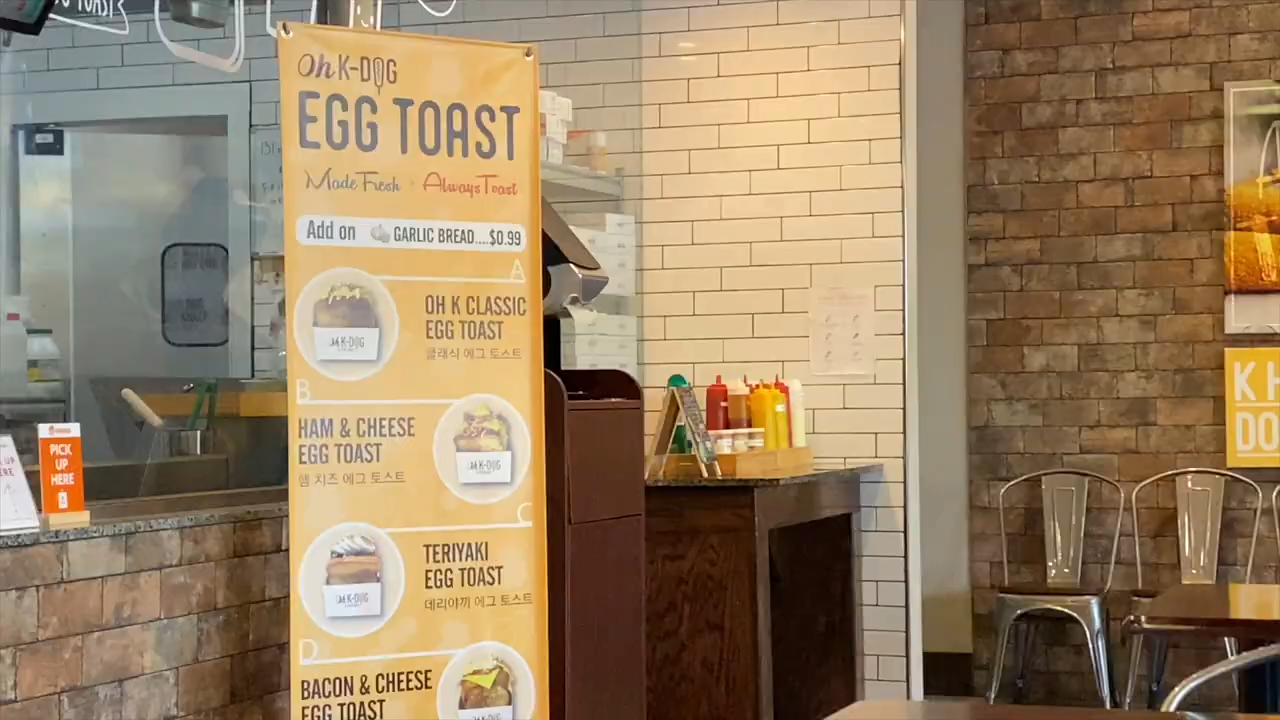 G TOAST
Oh K-DOG
EGG TOAST
Made Fresh · Always Toast
Add on GARLIC BREAD....$0.99
A
OH K CLASSIC
EGG TOAST
클래식 에그 토스트
B
HAM & CHEESE
EGG TOAST
햄 치즈 에그 토스트
C
TERIYAKI
EGG TOAST
데리야끼 에그 토스트
D
BACON & CHEESE
EGG TOAST
PICK
UP
HERE
K H
DO